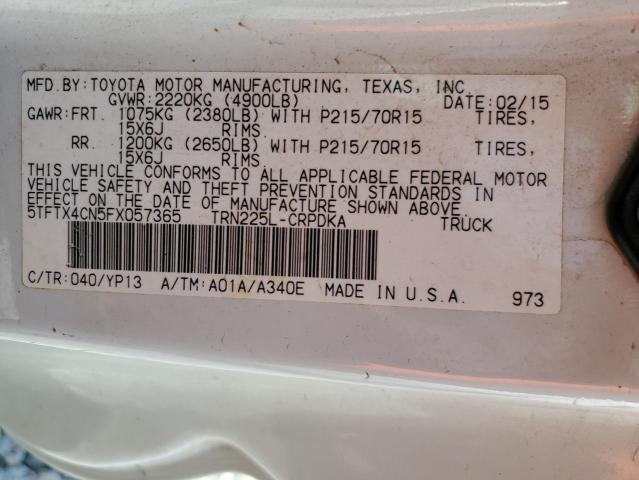 MFD.BY:TOYOTA MOTOR MANUFACTURING, TEXAS, INC.
GVWR:2220KG (4900LB) DATE:02/15
GAWR:FRT. 1075KG (2380LB) WITH P215/70R15 TIRES,
15X6J RIMS.
RR. 1200KG (2650LB) WITH P215/70R15 TIRES,
15X6J RIMS.
THIS VEHICLE CONFORMS TO ALL APPLICABLE FEDERAL MOTOR
VEHICLE SAFETY AND THEFT PREVENTION STANDARDS IN
EFFECT ON THE DATE OF MANUFACTURE SHOWN ABOVE.
5TFTX4CN5FX057365 TRN225L-CRPDKA TRUCK
C/TR:040/YP13 A/TM:A01A/A340E MADE IN U.S.A. 973